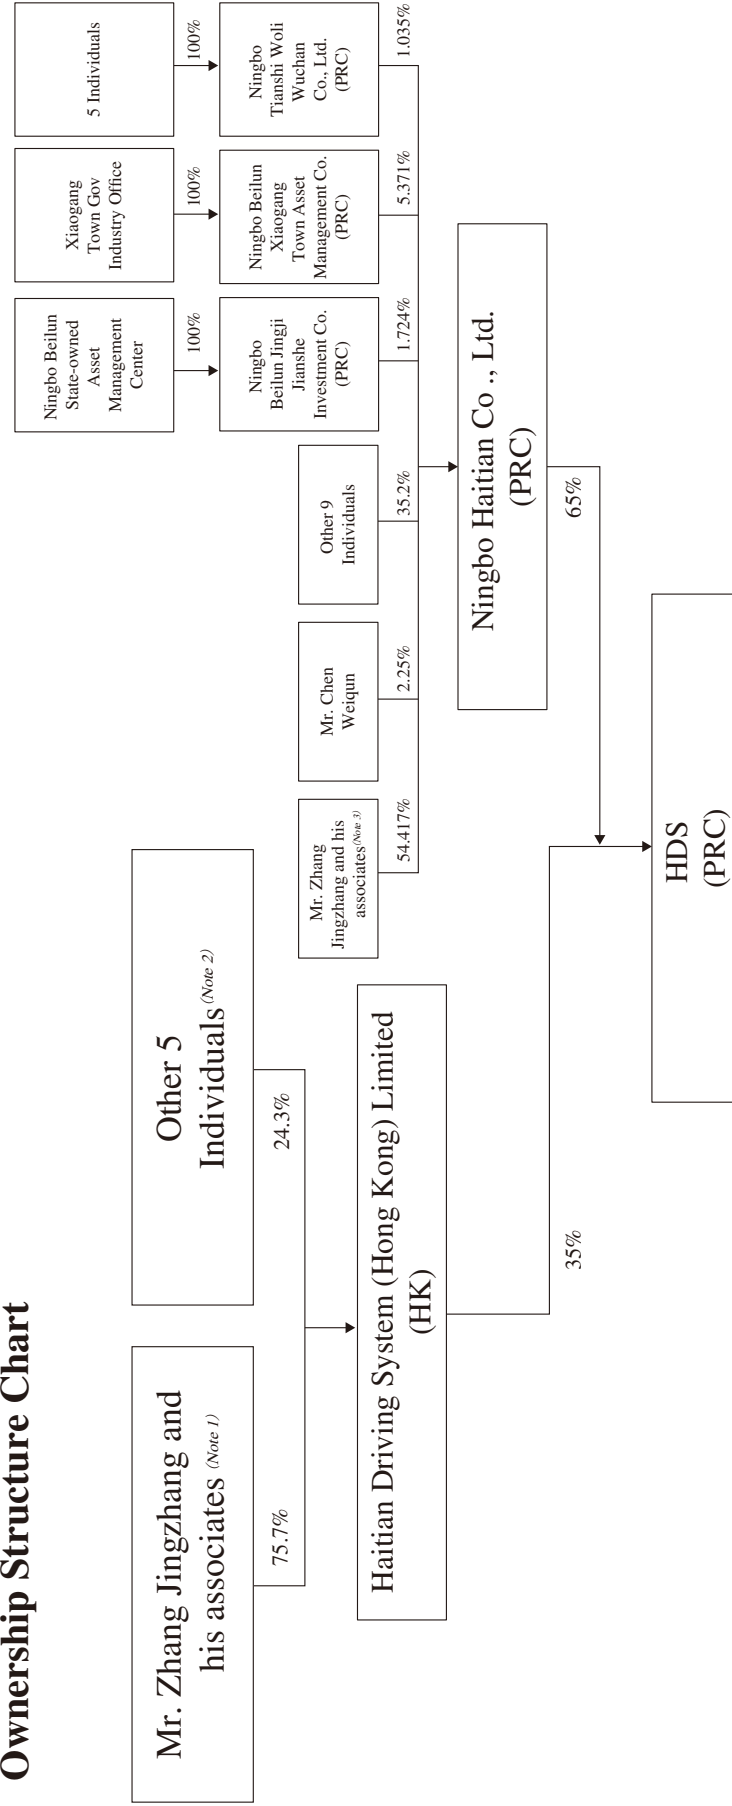 Ownership Structure Chart
Mr. Zhang Jingzhang and
his associates (Note 1)
75.7%
Other 5
Individuals (Note 2)
24.3%
Haitian Driving System (Hong Kong) Limited
(HK)
35%
Mr. Zhang
Jingzhang and his
associates (Note 3)
54.417%
Mr. Chen
Weiqun
2.25%
Other 9
Individuals
35.2%
Ningbo Beilun
State-owned
Asset
Management
Center
100%
Ningbo
Beilun Jingji
Jianshe
Investment Co.
(PRC)
1.724%
Xiaogang
Town Gov
Industry Office
100%
Ningbo Beilun
Xiaogang
Town Asset
Management Co.
(PRC)
5.371%
5 Individuals
100%
Ningbo
Tianshi Woli
Wuchan
Co., Ltd.
(PRC)
1.035%
Ningbo Haitian Co ., Ltd.
(PRC)
65%
HDS
(PRC)